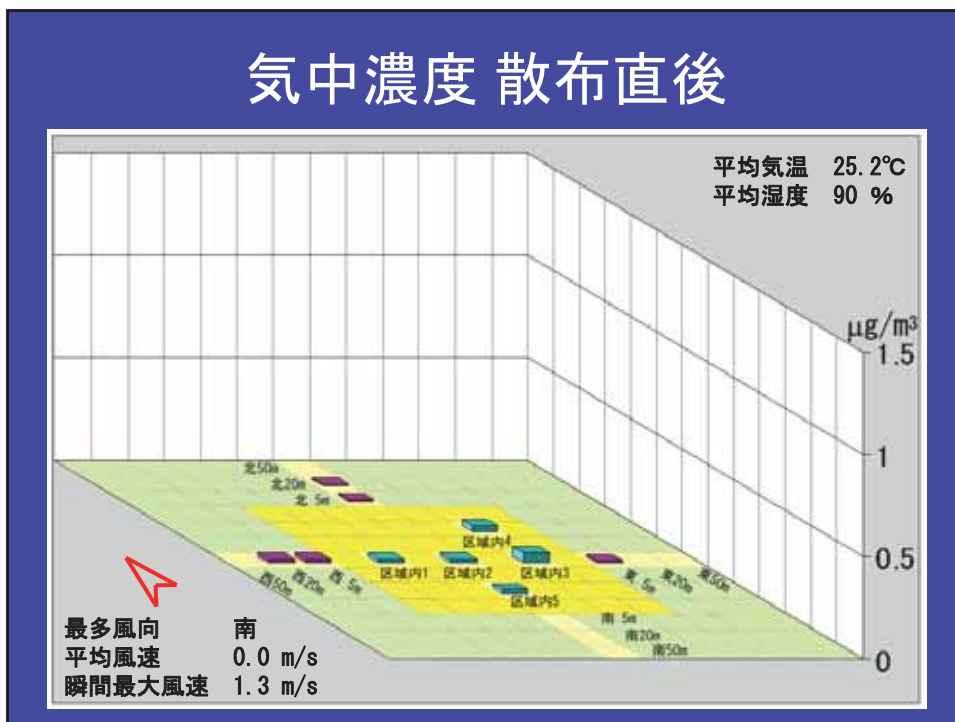 気中濃度 散布直後
平均気温 25.2℃
平均湿度 90 %
μg/m³
1.5
1
0.5
0
北50m
北20m
北 5m
区域内4
区域内1
区域内2
区域内3
区域内5
西50m
西20m
西 5m
東 5m
東20m
東50m
南 5m
南20m
南50m
最多風向 南
平均風速 0.0 m/s
瞬間最大風速 1.3 m/s